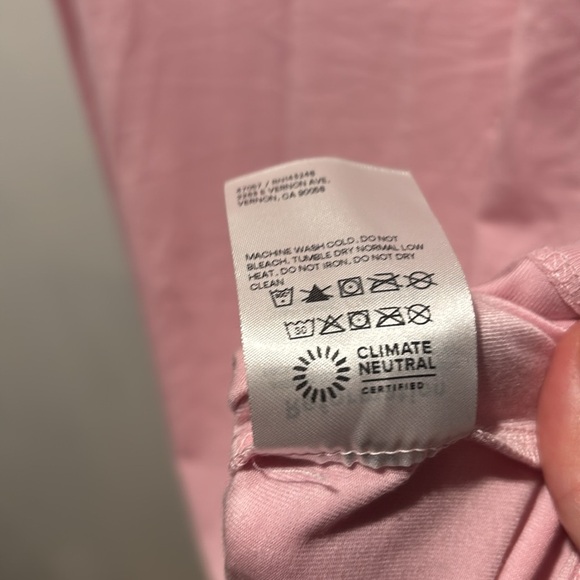 VERNON AVE.
VERNON, CA 90058
MACHINE WASH COLD. DO NOT
BLEACH. TUMBLE DRY NORMAL LOW
HEAT. DO NOT IRON. DO NOT DRY
CLEAN
30
CLIMATE
NEUTRAL
CERTIFIED